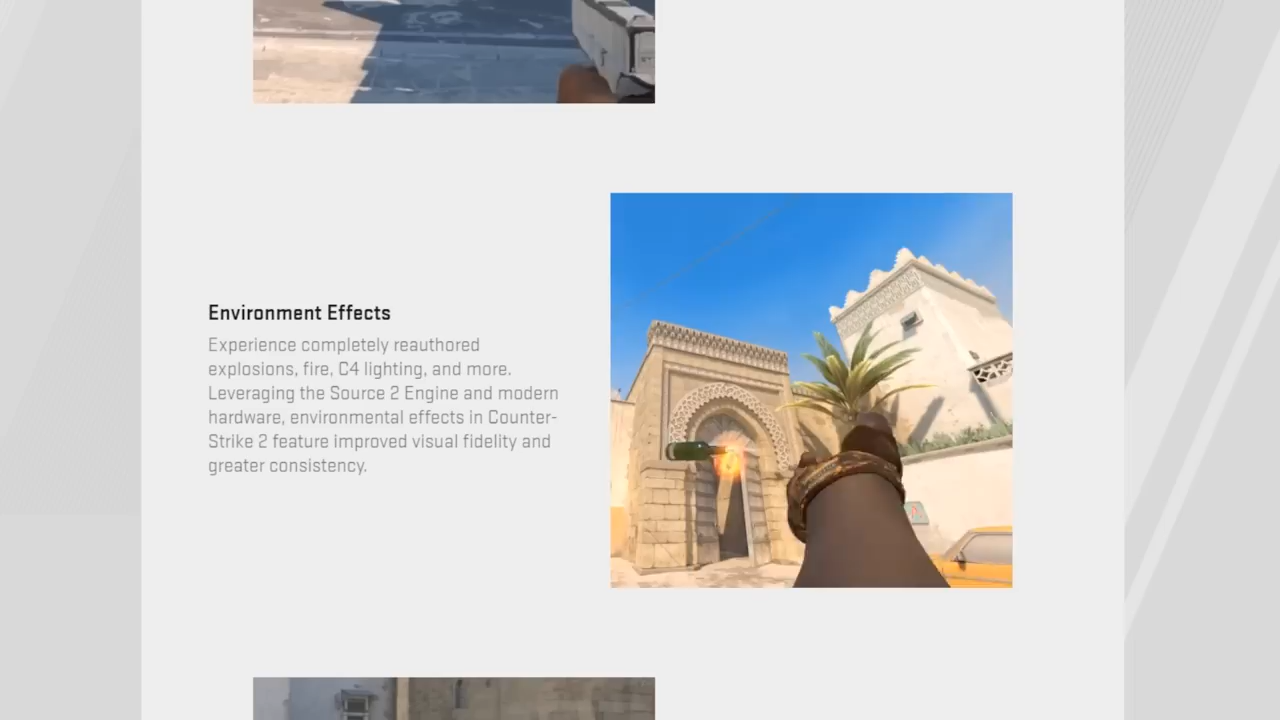 Environment Effects
Experience completely reauthored
explosions, fire, C4 lighting, and more.
Leveraging the Source 2 Engine and modern
hardware, environmental effects in Counter-
Strike 2 feature improved visual fidelity and
greater consistency.